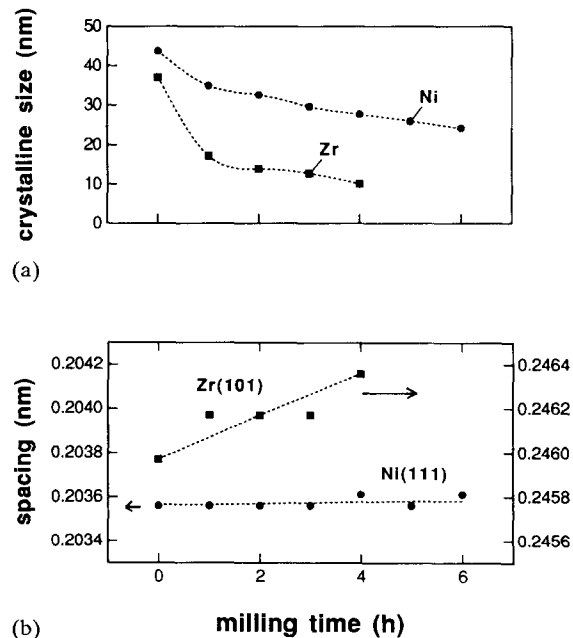 50
40
30
20
10
0
crystalline size (nm)
Ni
Zr
(a)
0.2042
0.2040
0.2038
0.2036
0.2034
spacing (nm)
Zr(101)
Ni(111)
0.2464
0.2462
0.2460
0.2458
0.2456
0 2 4 6
(b) milling time (h)